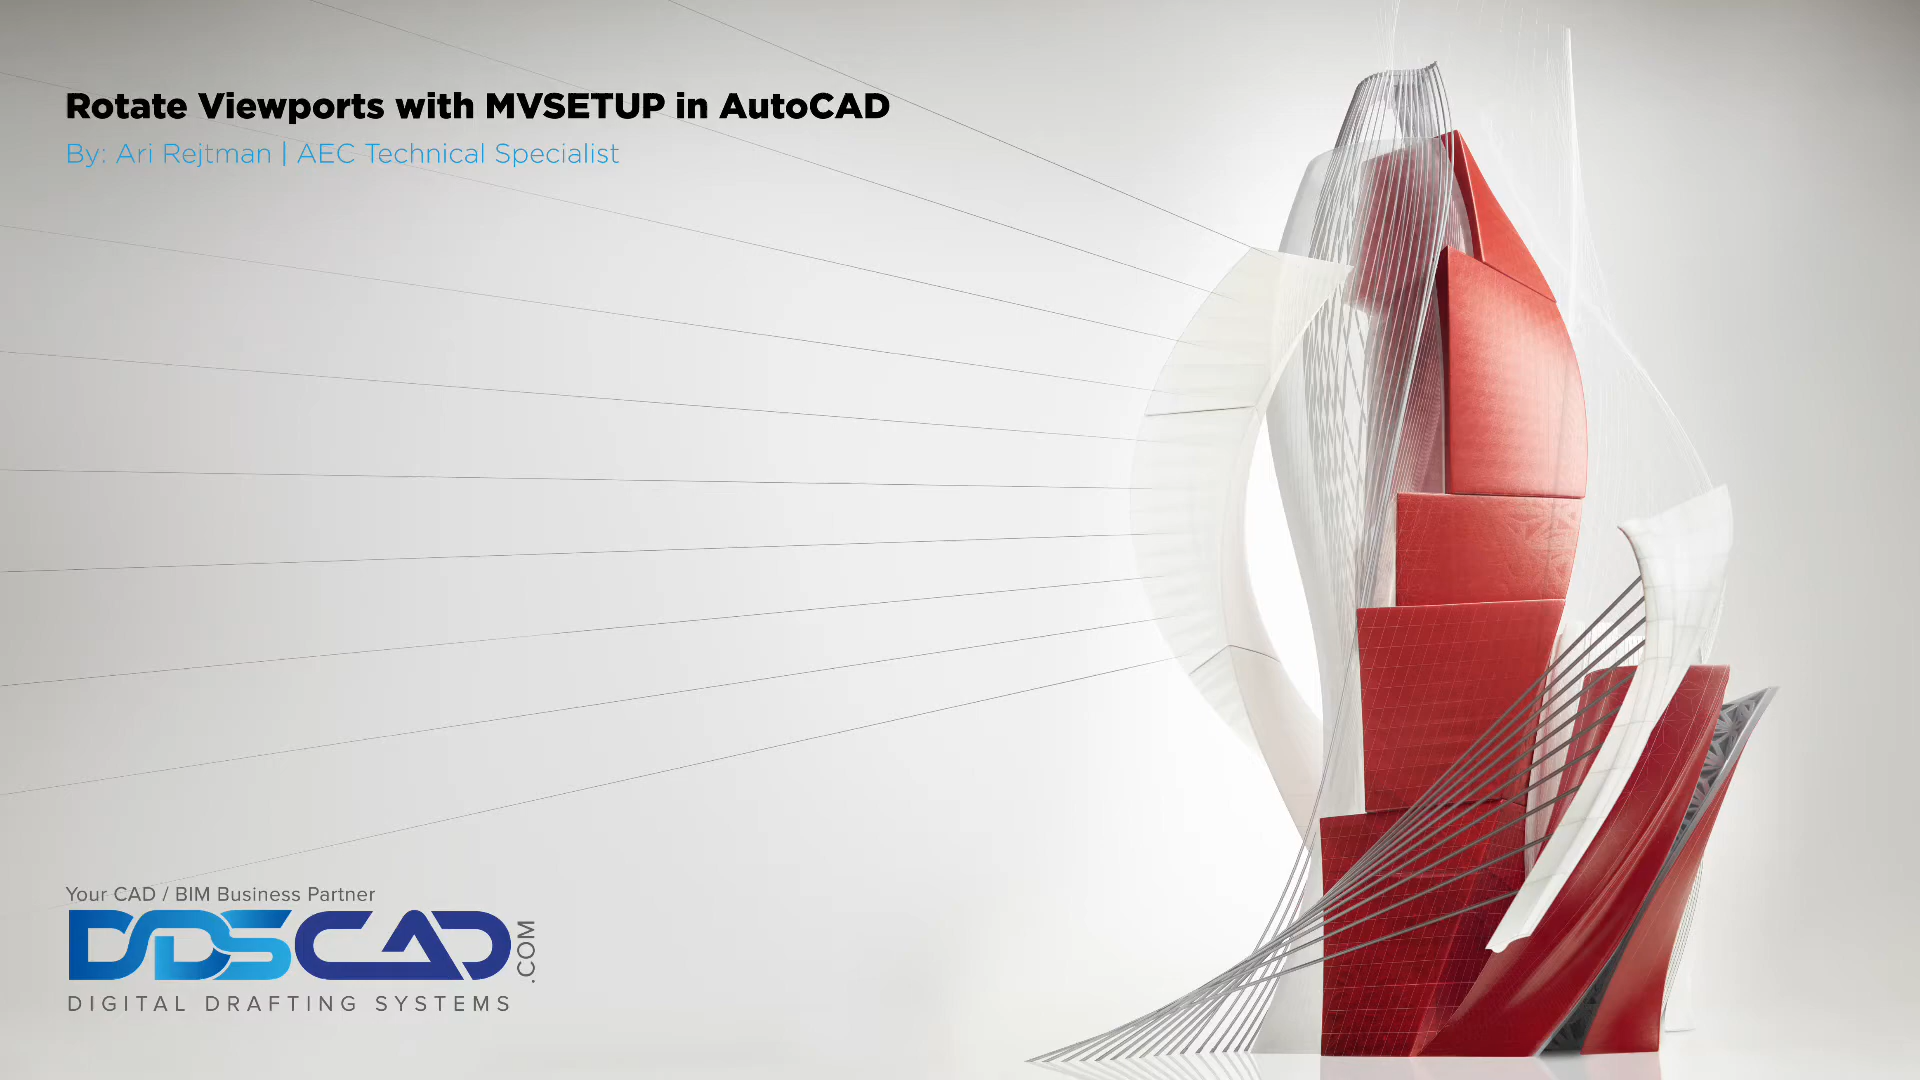 Rotate Viewports with MVSETUP in AutoCAD
By: Ari Rejtman | AEC Technical Specialist
Your CAD / BIM Business Partner
DDSCAD.COM
DIGITAL DRAFTING SYSTEMS